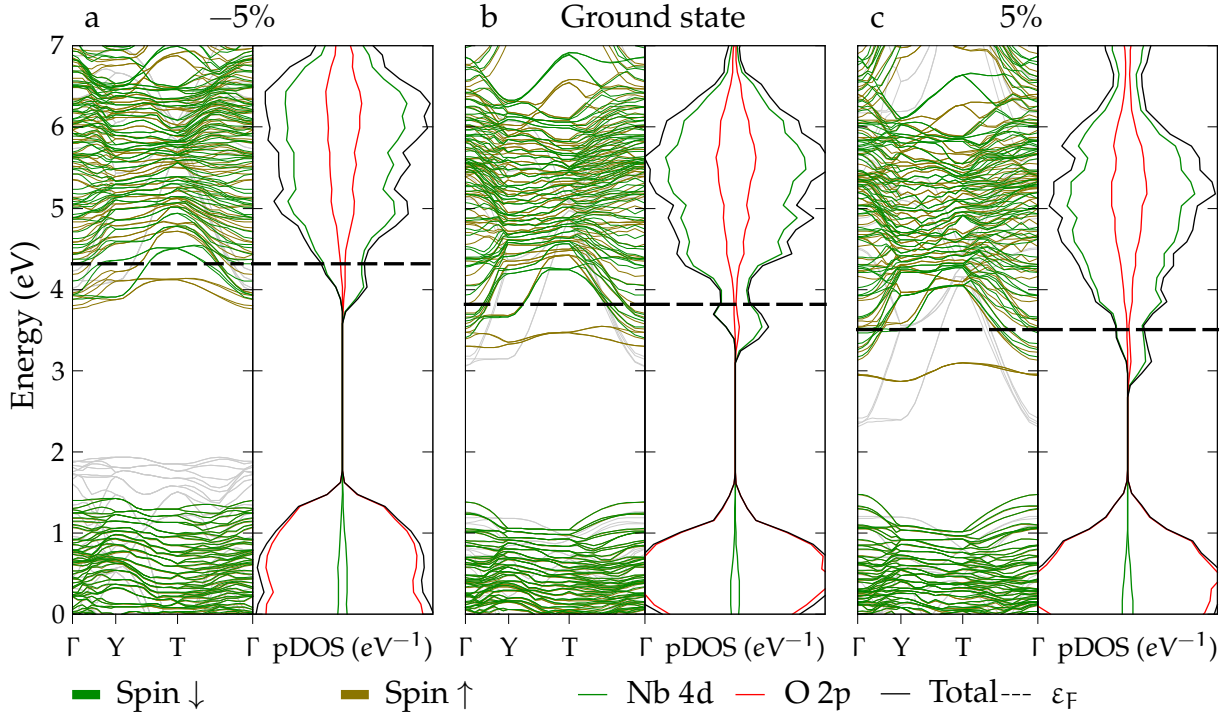 a −5% b Ground state c 5%
7
6
5
4
3
2
1
0
Energy (eV)
Γ Y T Γ pDOS (eV⁻¹) Γ Y T Γ pDOS (eV⁻¹) Γ Y T Γ pDOS (eV⁻¹)
Spin ↓ Spin ↑ Nb 4d O 2p Total --- εF